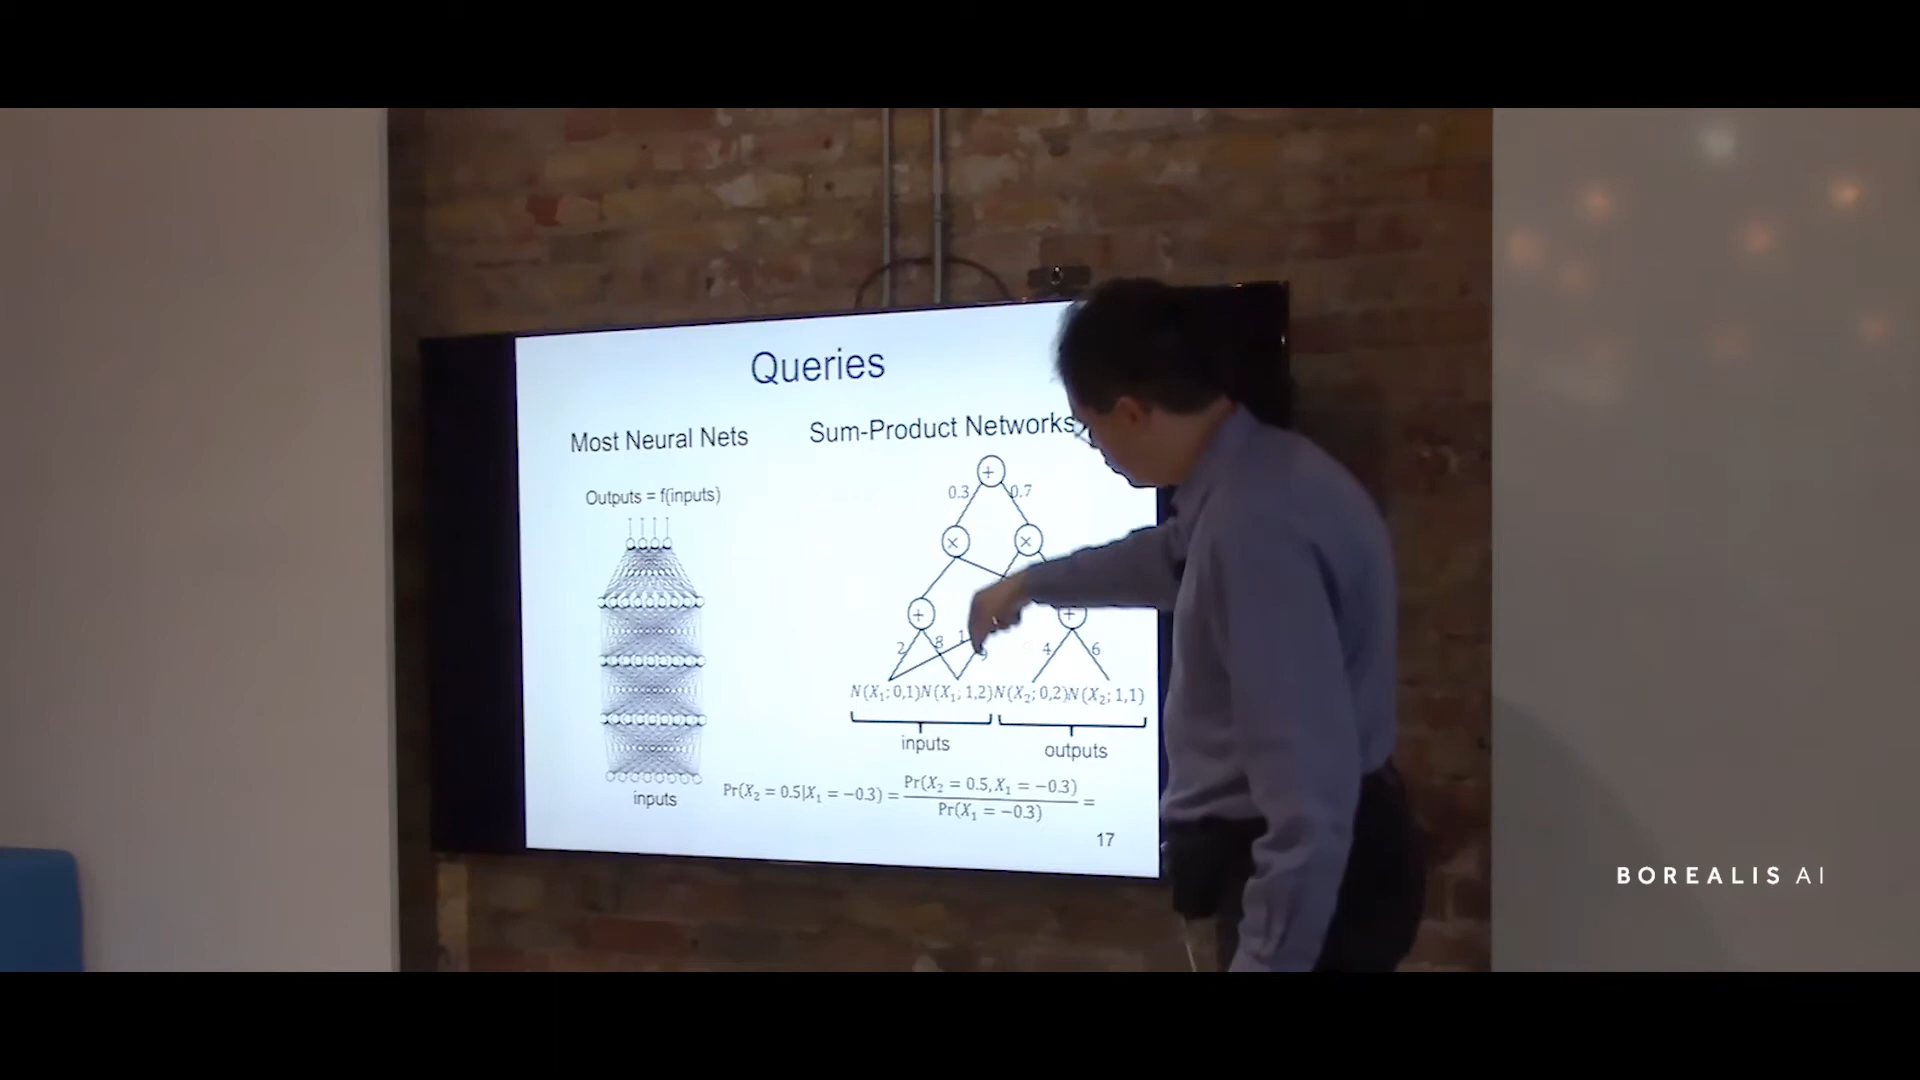 Queries
Most Neural Nets
Sum-Product Networks
Outputs = f(inputs)
+
0.3 0.7
× ×
+ +
2 8 1 9 4 6
N(X₁; 0,1)N(X₁; 1,2)N(X₂; 0,2)N(X₂; 1,1)
inputs outputs
inputs
Pr(X₂ = 0.5|X₁ = −0.3) = Pr(X₂ = 0.5, X₁ = −0.3) / Pr(X₁ = −0.3) =
17
BOREALIS AI